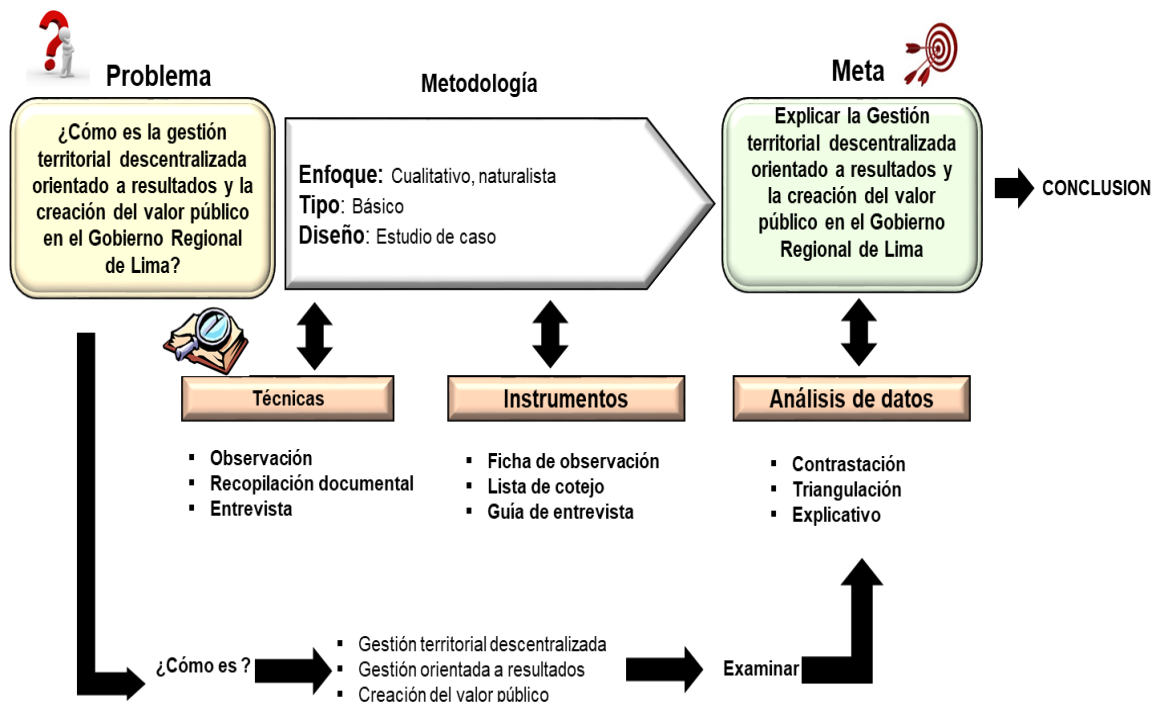 Problema
¿Cómo es la gestión
territorial descentralizada
orientado a resultados y la
creación del valor público
en el Gobierno Regional
de Lima?
Metodología
Enfoque: Cualitativo, naturalista
Tipo: Básico
Diseño: Estudio de caso
Meta
Explicar la Gestión
territorial descentralizada
orientado a resultados y
la creación del valor
público en el Gobierno
Regional de Lima
CONCLUSION
Técnicas
▪ Observación
▪ Recopilación documental
▪ Entrevista
Instrumentos
▪ Ficha de observación
▪ Lista de cotejo
▪ Guía de entrevista
Análisis de datos
▪ Contrastación
▪ Triangulación
▪ Explicativo
¿Cómo es ?
▪ Gestión territorial descentralizada
▪ Gestión orientada a resultados
▪ Creación del valor público
Examinar